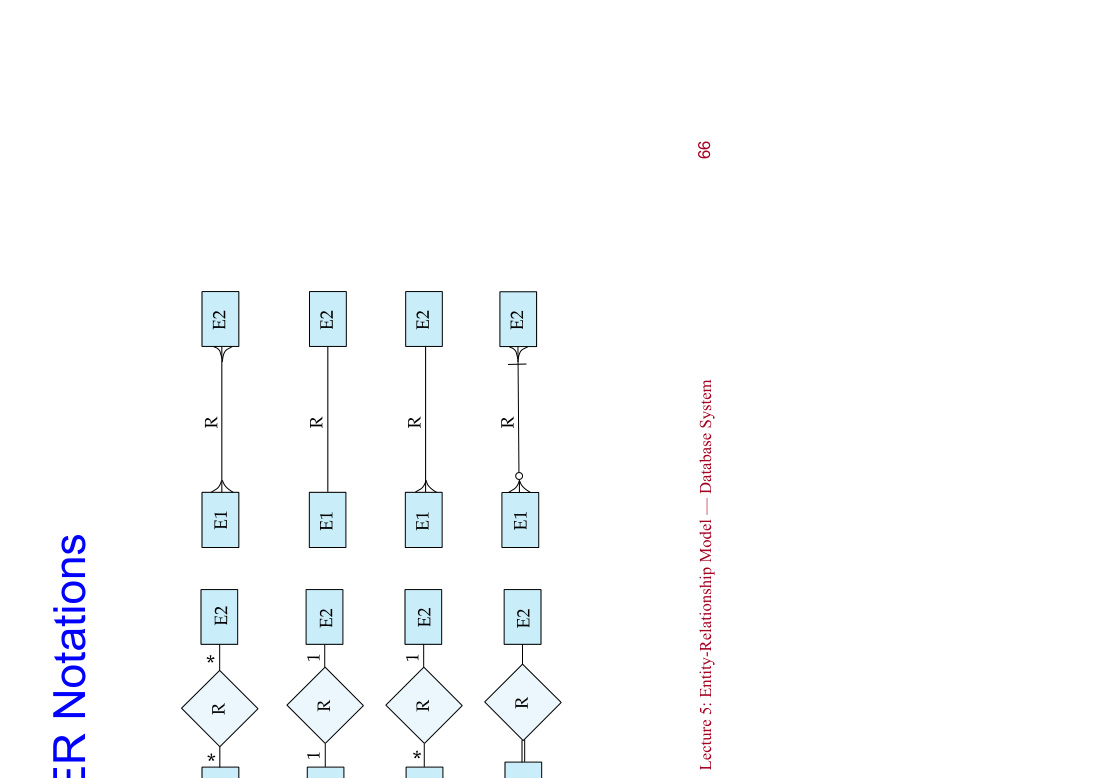 ER Notations
* R * E2 E1 R E2
1 R 1 E2 E1 R E2
* R 1 E2 E1 R E2
R E2 E1 R E2
Lecture 5: Entity-Relationship Model — Database System 66